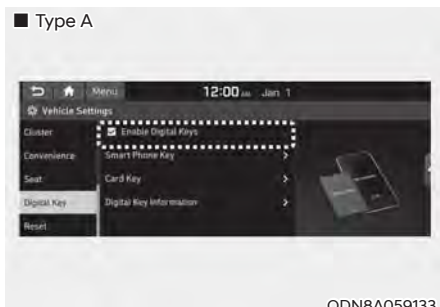 ■ Type A
Menu 12:00 AM Jan 1
Vehicle Settings
Cluster
Enable Digital Keys
Convenience
Smart Phone Key
Seat
Card Key
Digital Key
Digital Key Information
Reset
ODN8A059133